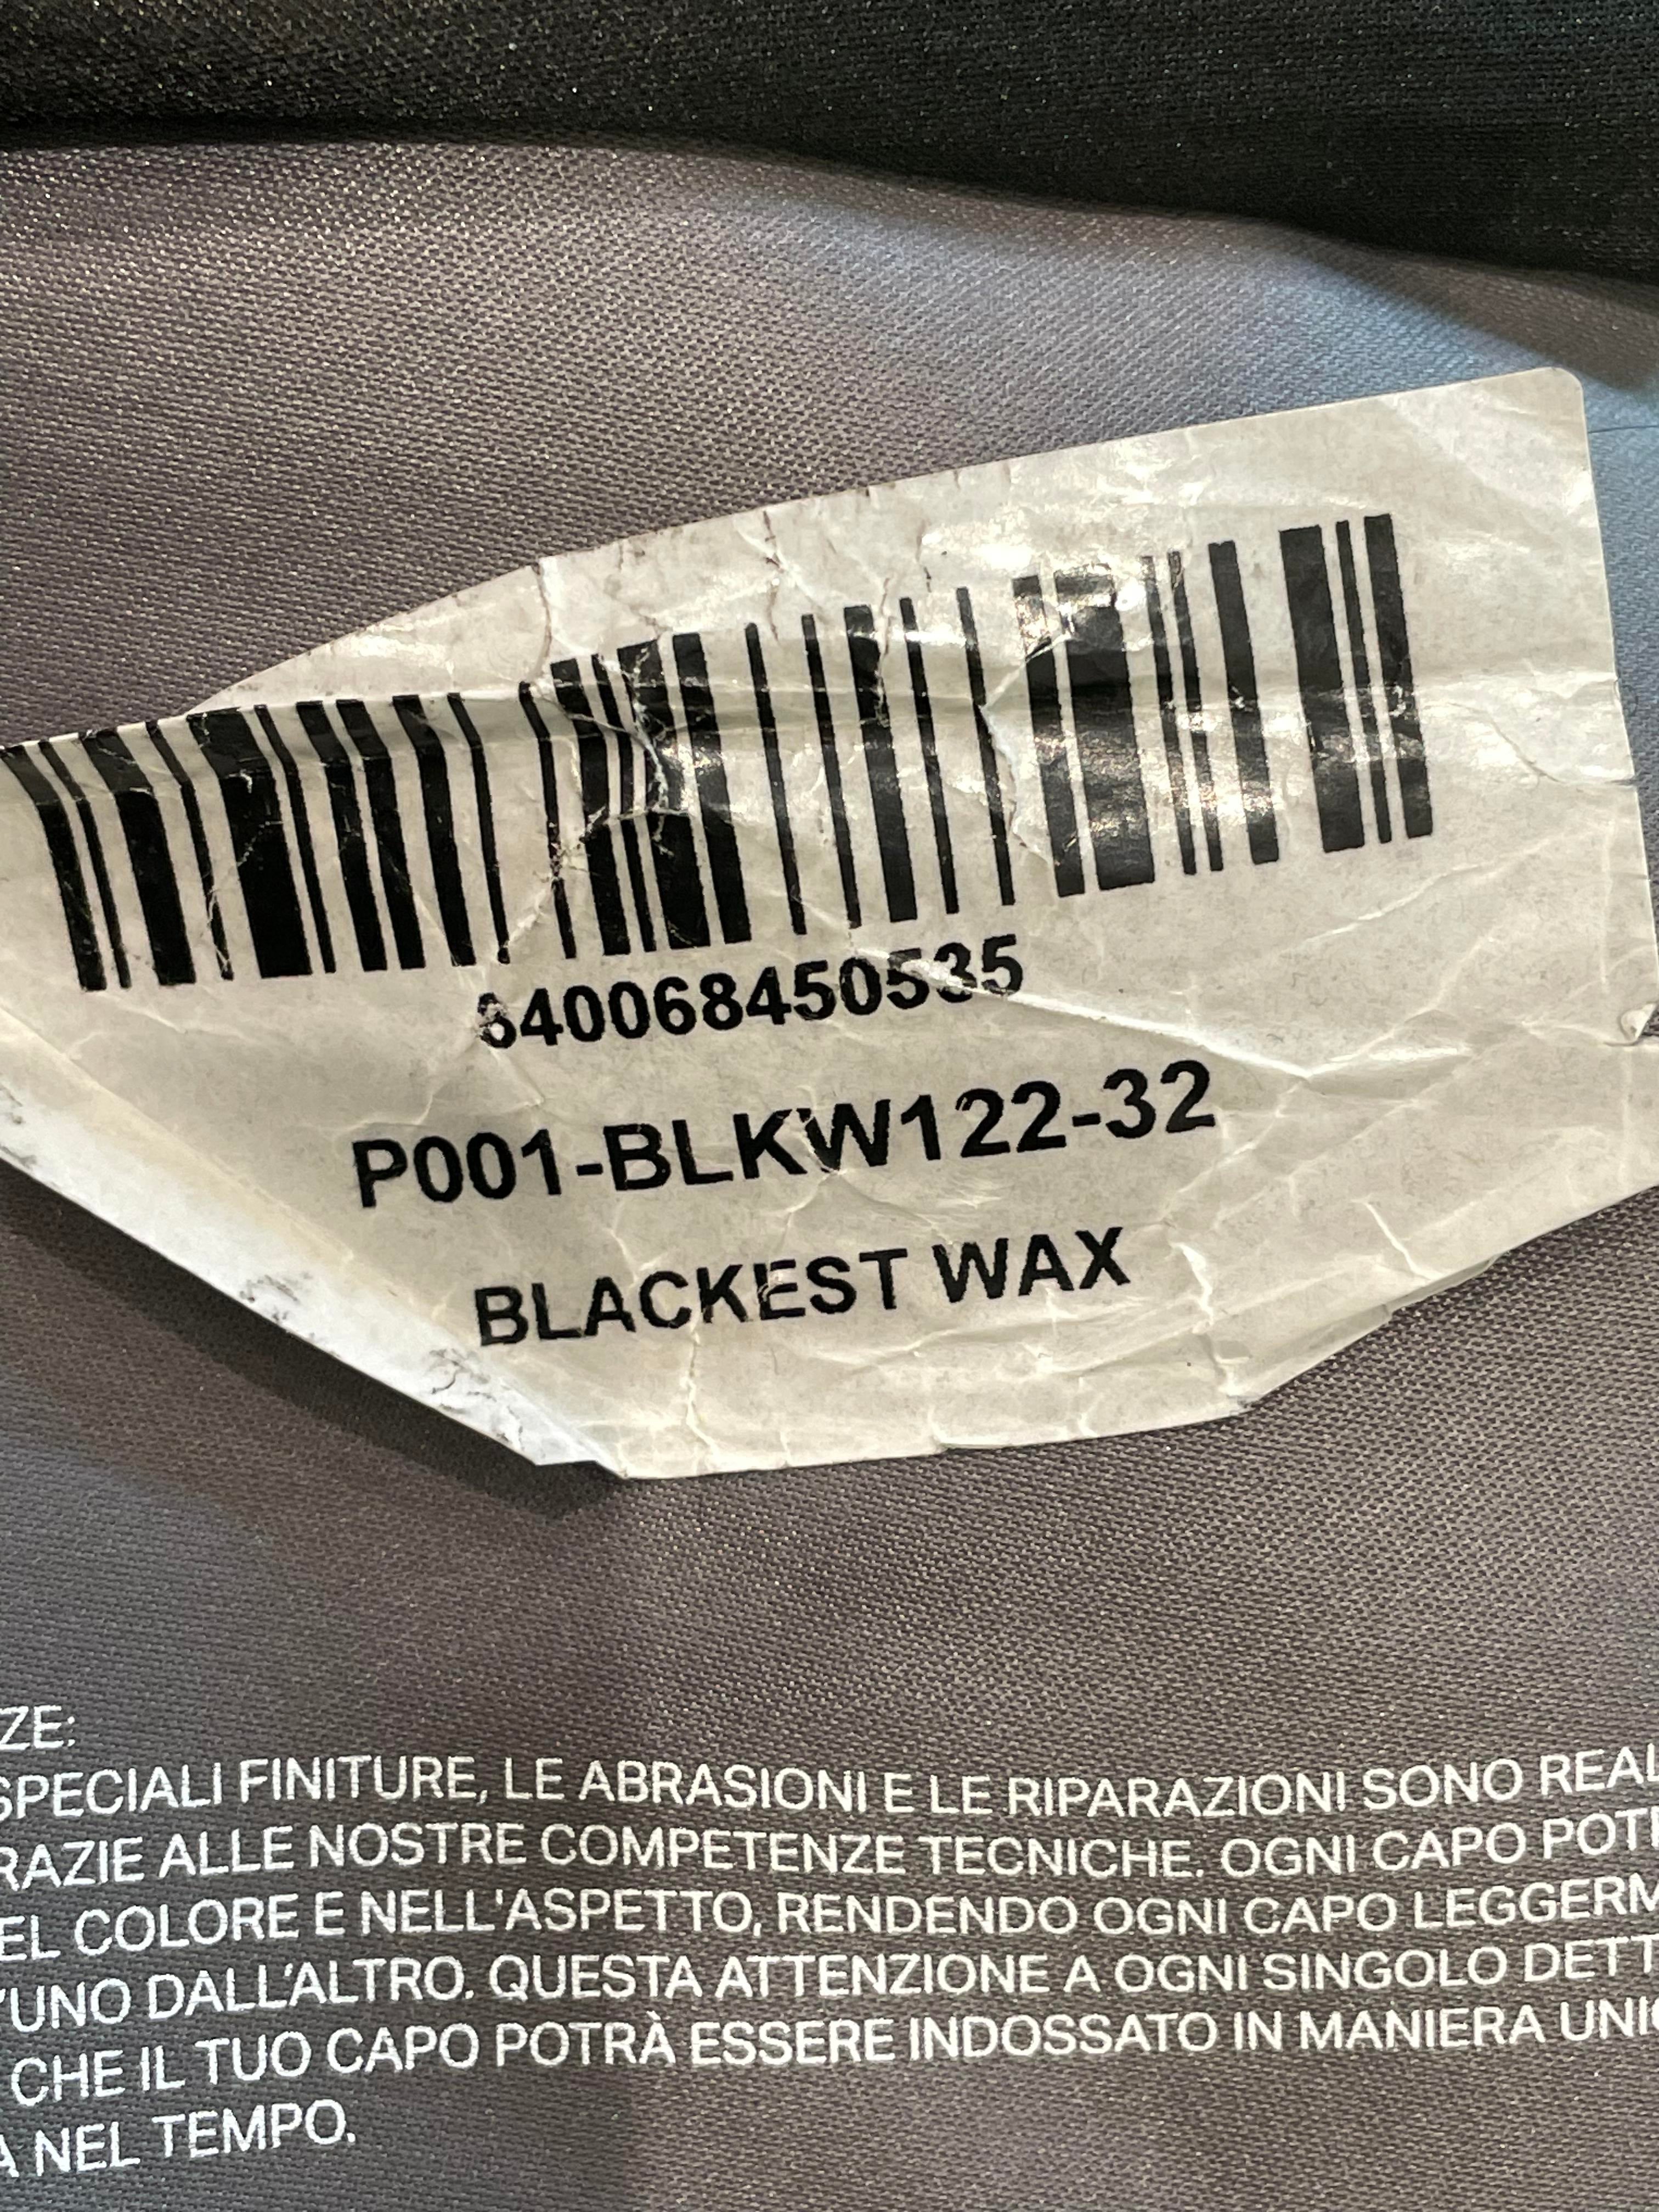 640068450535
P001-BLKW122-32
BLACKEST WAX
ZE:
SPECIALI FINITURE, LE ABRASIONI E LE RIPARAZIONI SONO REAL
RAZIE ALLE NOSTRE COMPETENZE TECNICHE. OGNI CAPO POT
EL COLORE E NELL'ASPETTO, RENDENDO OGNI CAPO LEGGERM
'UNO DALL'ALTRO. QUESTA ATTENZIONE A OGNI SINGOLO DETT
CHE IL TUO CAPO POTRÀ ESSERE INDOSSATO IN MANIERA UNI
A NEL TEMPO.